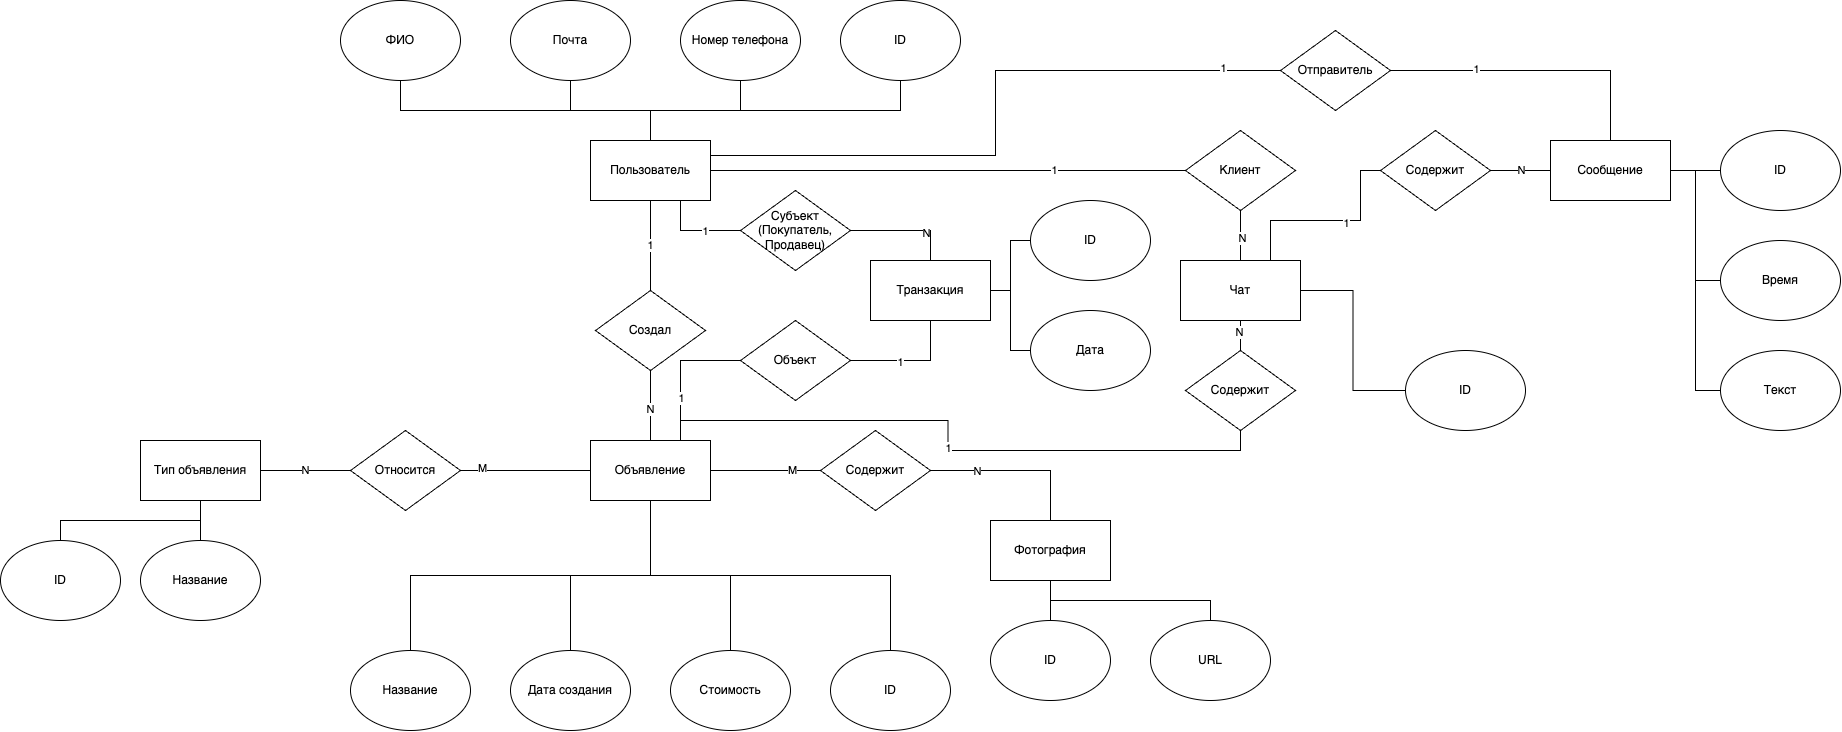 ФИО
Почта
Номер телефона
ID
1
Отправитель
1
Пользователь
1
Клиент
1
Содержит
N
Сообщение
ID
1
Субъект
(Покупатель,
Продавец)
N
1
N
1
ID
Транзакция
Чат
Время
Создал
Объект
1
Дата
N
Содержит
ID
Текст
1
N
1
Тип объявления
N
Относится
M
Объявление
M
Содержит
N
Фотография
ID
Название
ID
URL
Название
Дата создания
Стоимость
ID